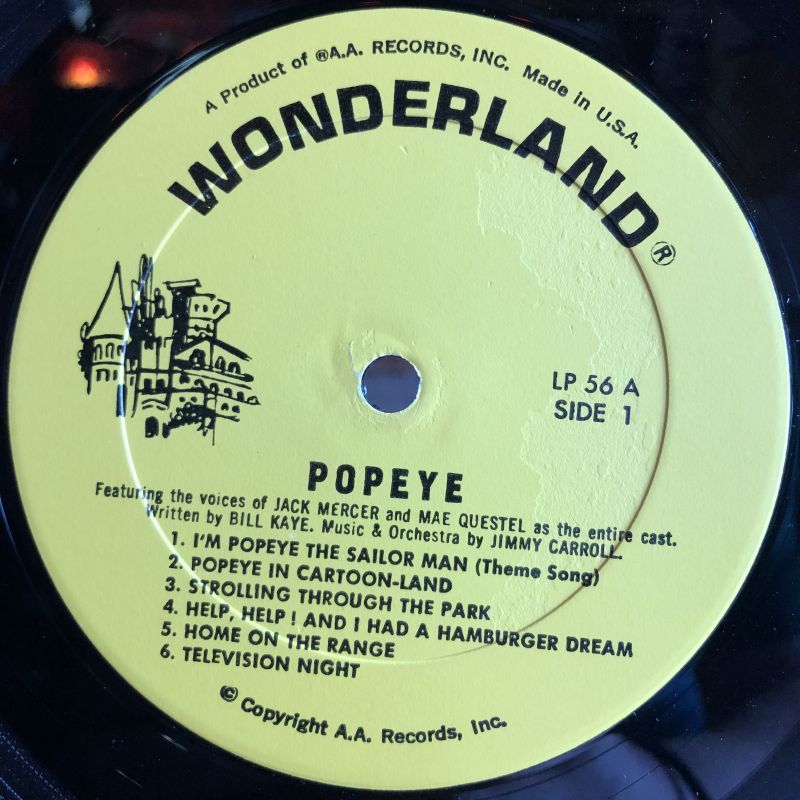 A Product of ®A.A. RECORDS, INC. Made in U.S.A.
WONDERLAND®
LP 56 A
SIDE 1
POPEYE
Featuring the voices of JACK MERCER and MAE QUESTEL as the entire cast.
Written by BILL KAYE. Music & Orchestra by JIMMY CARROLL.
1. I'M POPEYE THE SAILOR MAN (Theme Song)
2. POPEYE IN CARTOON-LAND
3. STROLLING THROUGH THE PARK
4. HELP, HELP! AND I HAD A HAMBURGER DREAM
5. HOME ON THE RANGE
6. TELEVISION NIGHT
© Copyright A.A. Records, Inc.